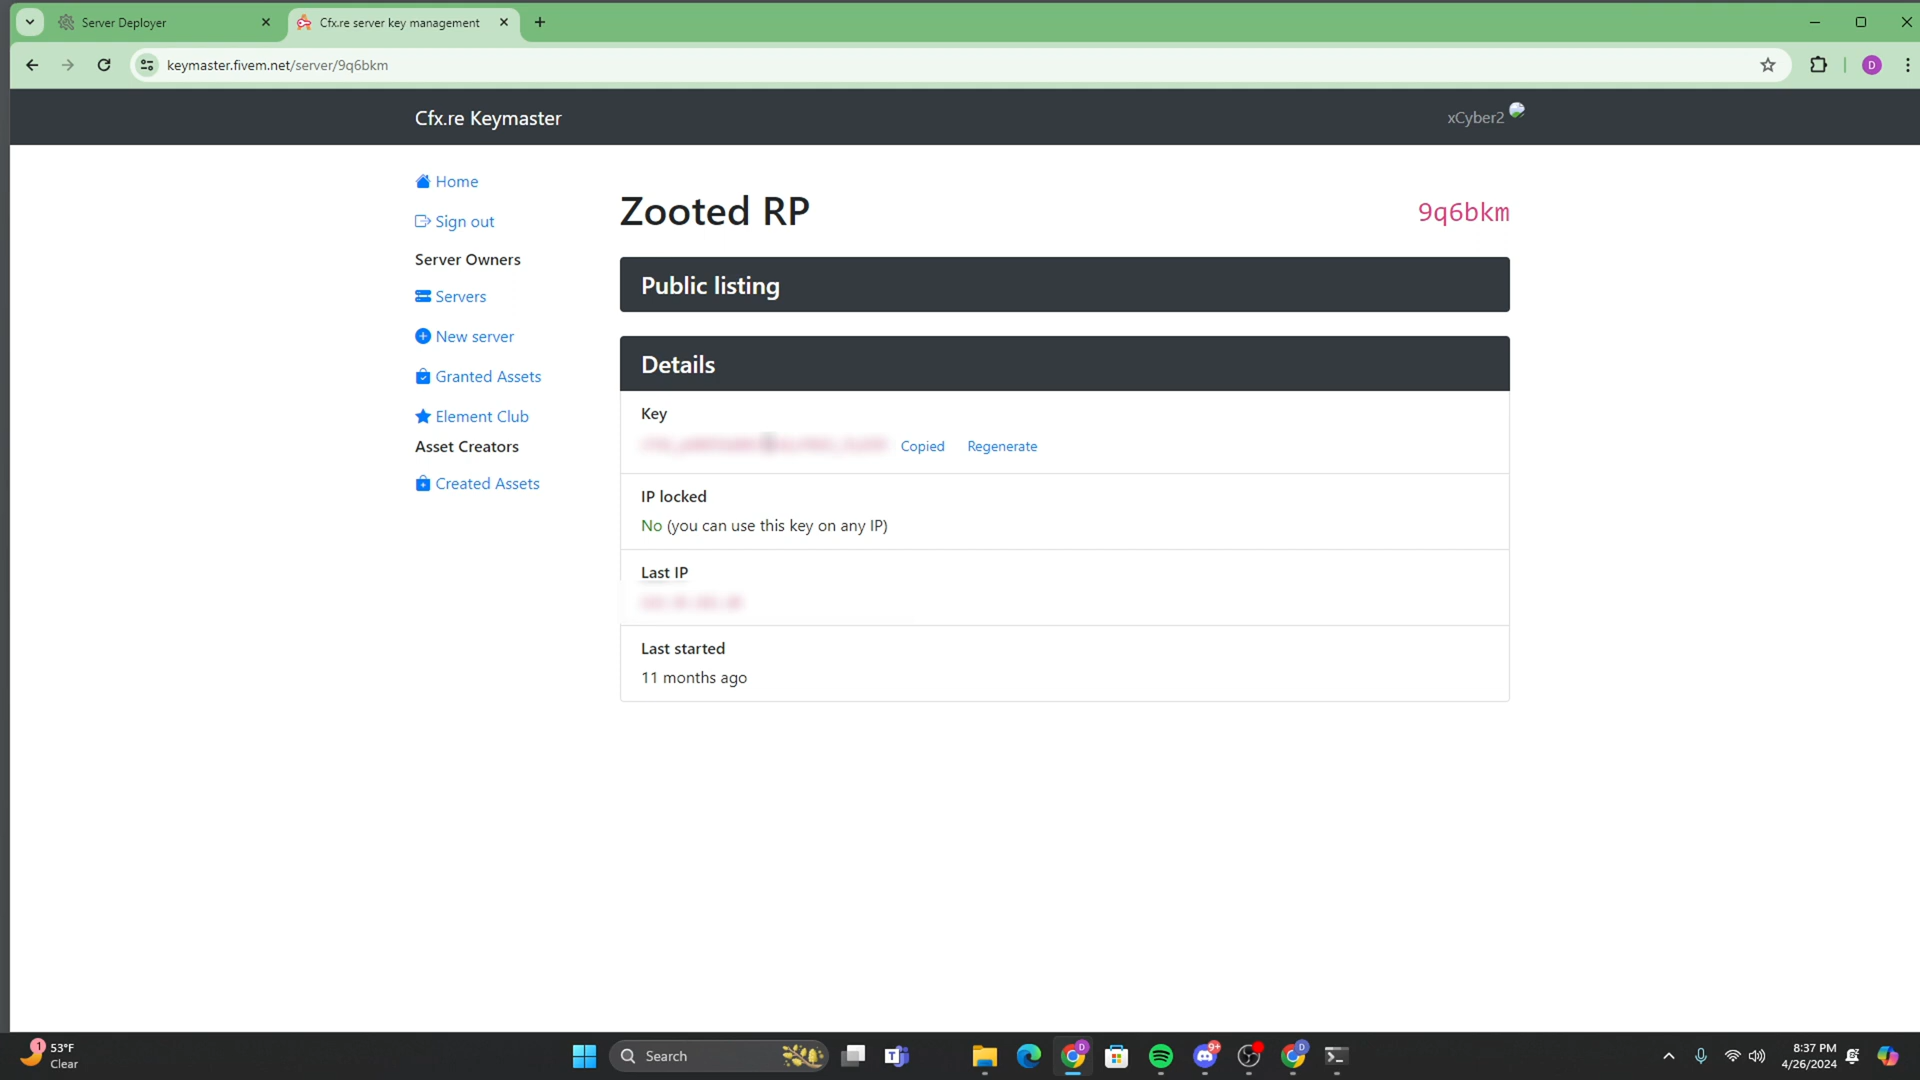 Server Deployer
Cfx.re server key management
keymaster.fivem.net/server/9q6bkm
D
Cfx.re Keymaster
xCyber2
Home
Sign out
Server Owners
Servers
New server
Granted Assets
Element Club
Asset Creators
Created Assets
Zooted RP
9q6bkm
Public listing
Details
Key
Copied
Regenerate
IP locked
No (you can use this key on any IP)
Last IP
Last started
11 months ago
1
53°F
Clear
Search
D
9+
D
8:37 PM
4/26/2024